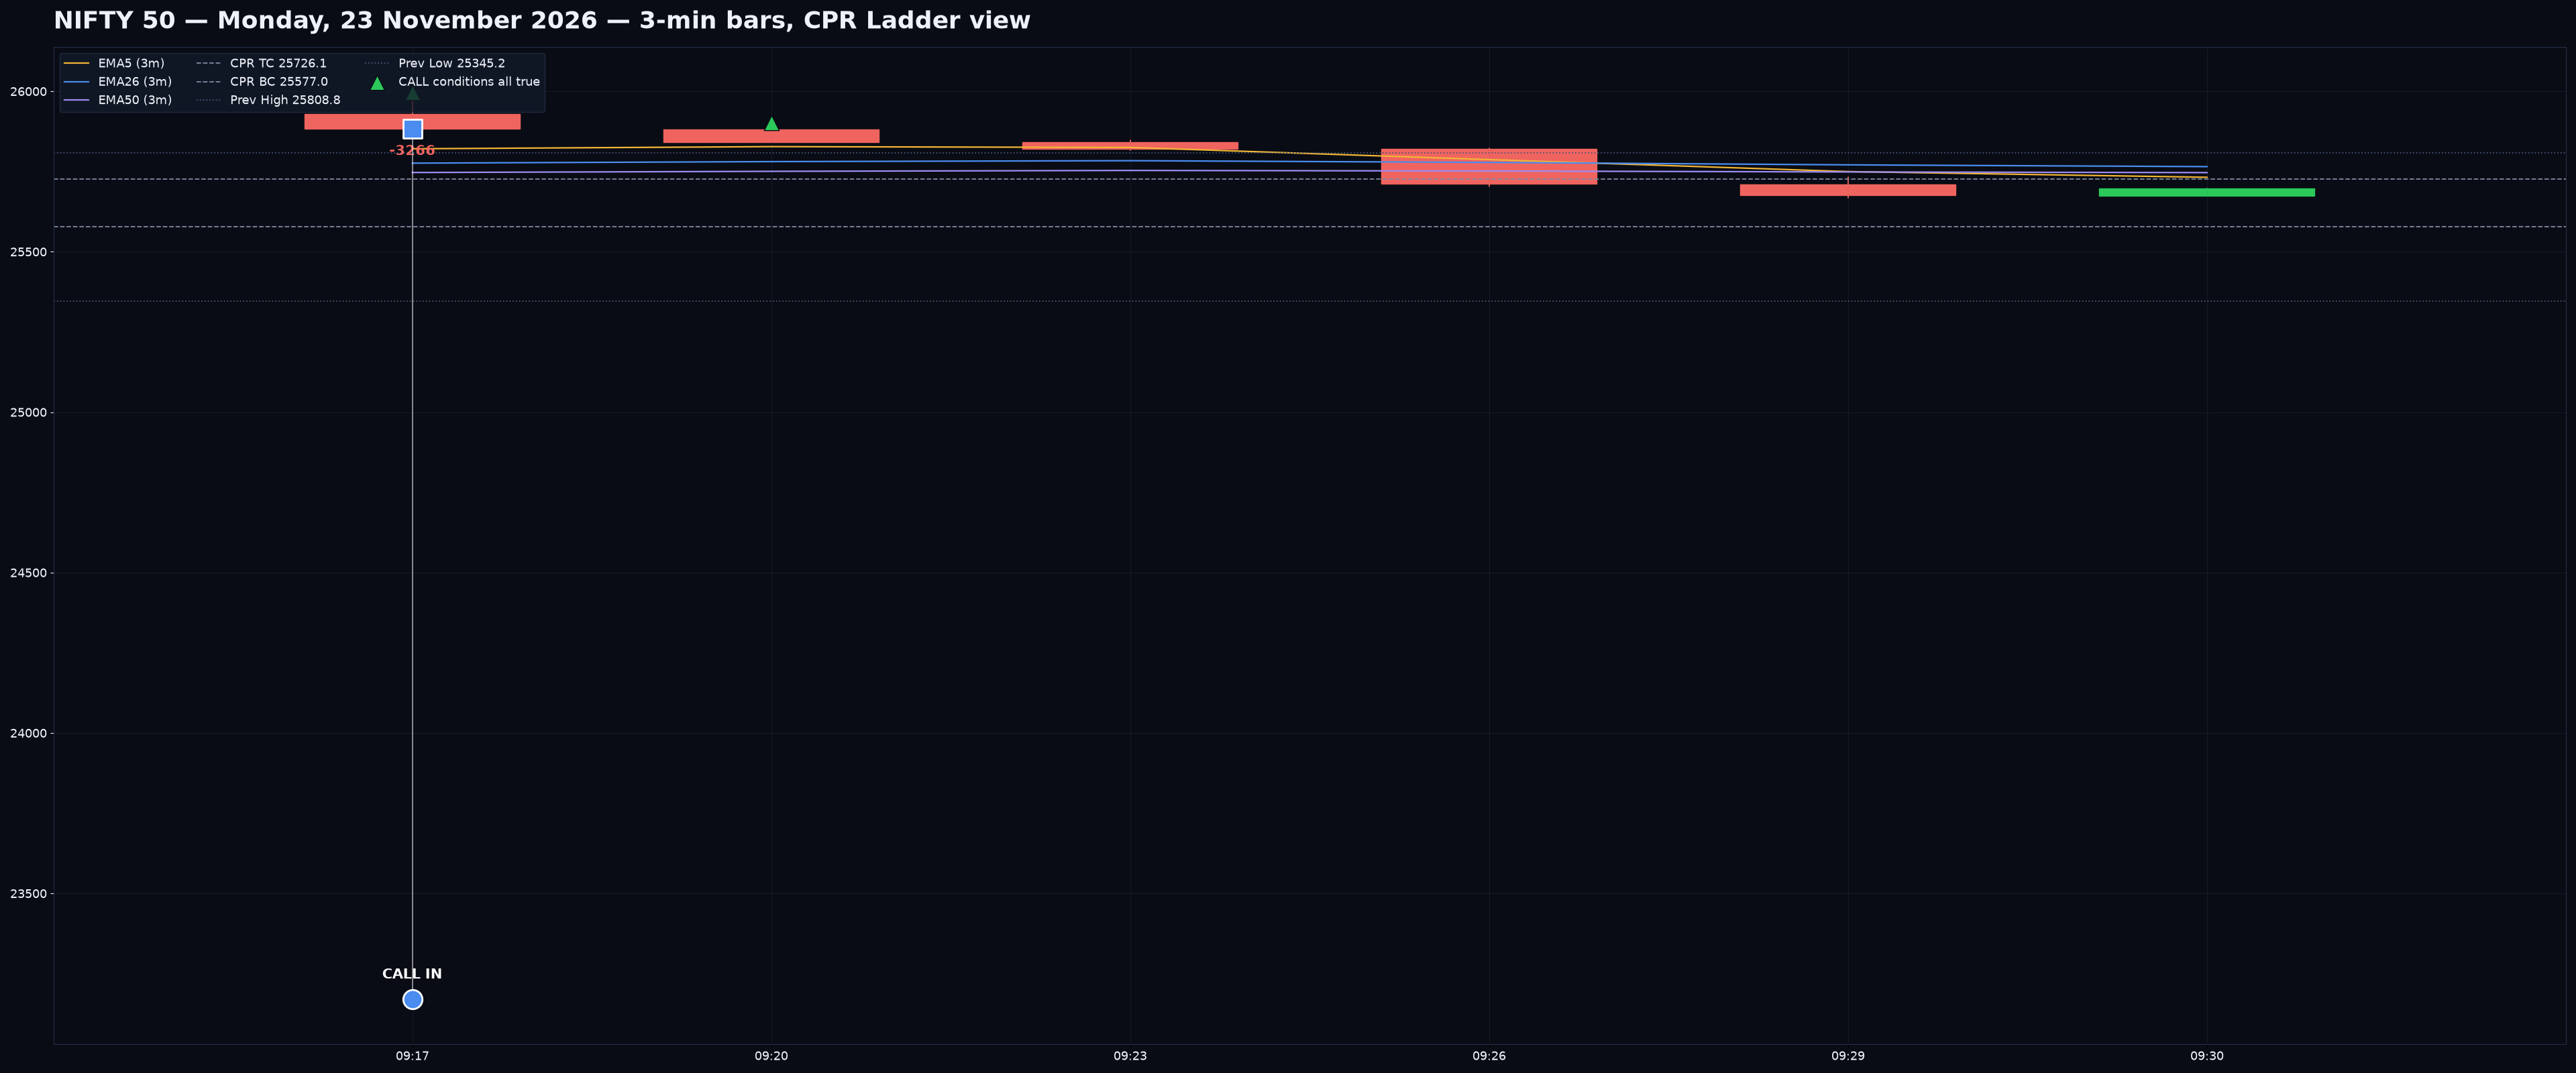 NIFTY 50 — Monday, 23 November 2026 — 3-min bars, CPR Ladder view
EMA5 (3m)
EMA26 (3m)
EMA50 (3m)
CPR TC 25726.1
CPR BC 25577.0
Prev High 25808.8
Prev Low 25345.2
CALL conditions all true
26000
25500
25000
24500
24000
23500
-3266
CALL IN
09:17
09:20
09:23
09:26
09:29
09:30